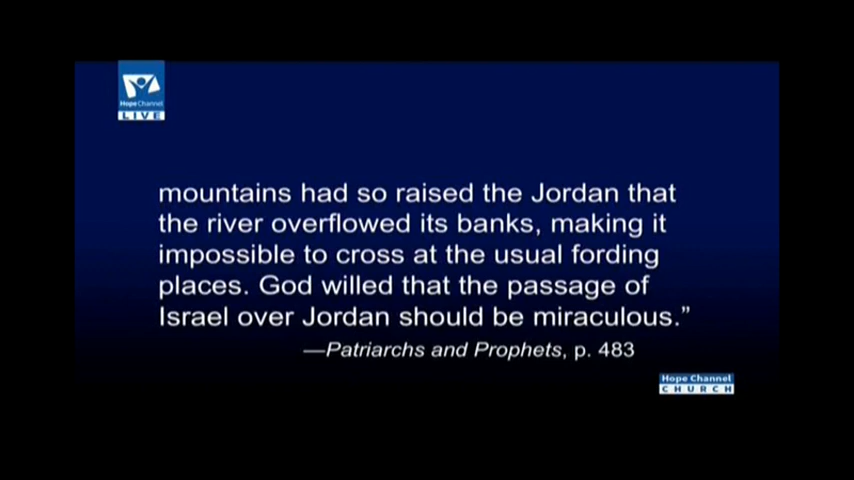 Hope Channel
LIVE
mountains had so raised the Jordan that
the river overflowed its banks, making it
impossible to cross at the usual fording
places. God willed that the passage of
Israel over Jordan should be miraculous.”
—Patriarchs and Prophets, p. 483
Hope Channel
CHURCH